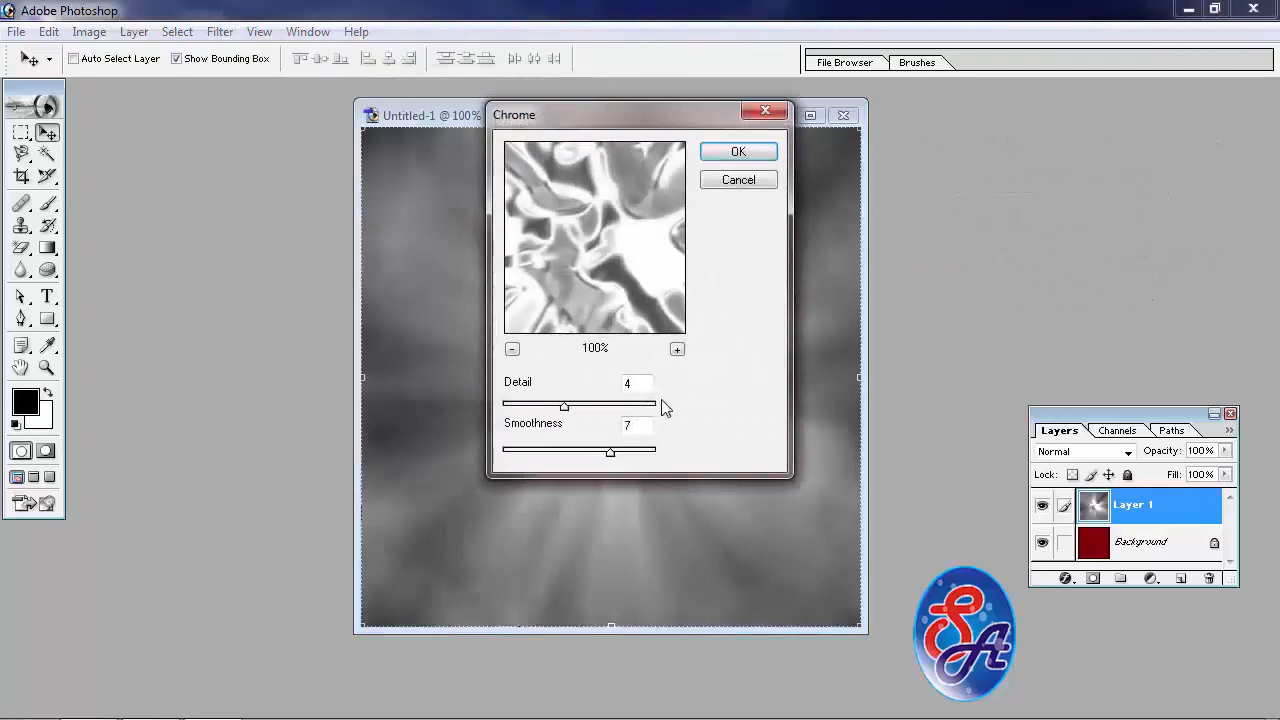 Adobe Photoshop
File Edit Image Layer Select Filter View Window Help
Auto Select Layer Show Bounding Box File Browser Brushes
Untitled-1 @ 100%
Chrome
OK
Cancel
100%
Detail 4
Smoothness 7
Layers Channels Paths
Normal Opacity: 100%
Lock: Fill: 100%
Layer 1
Background
SA